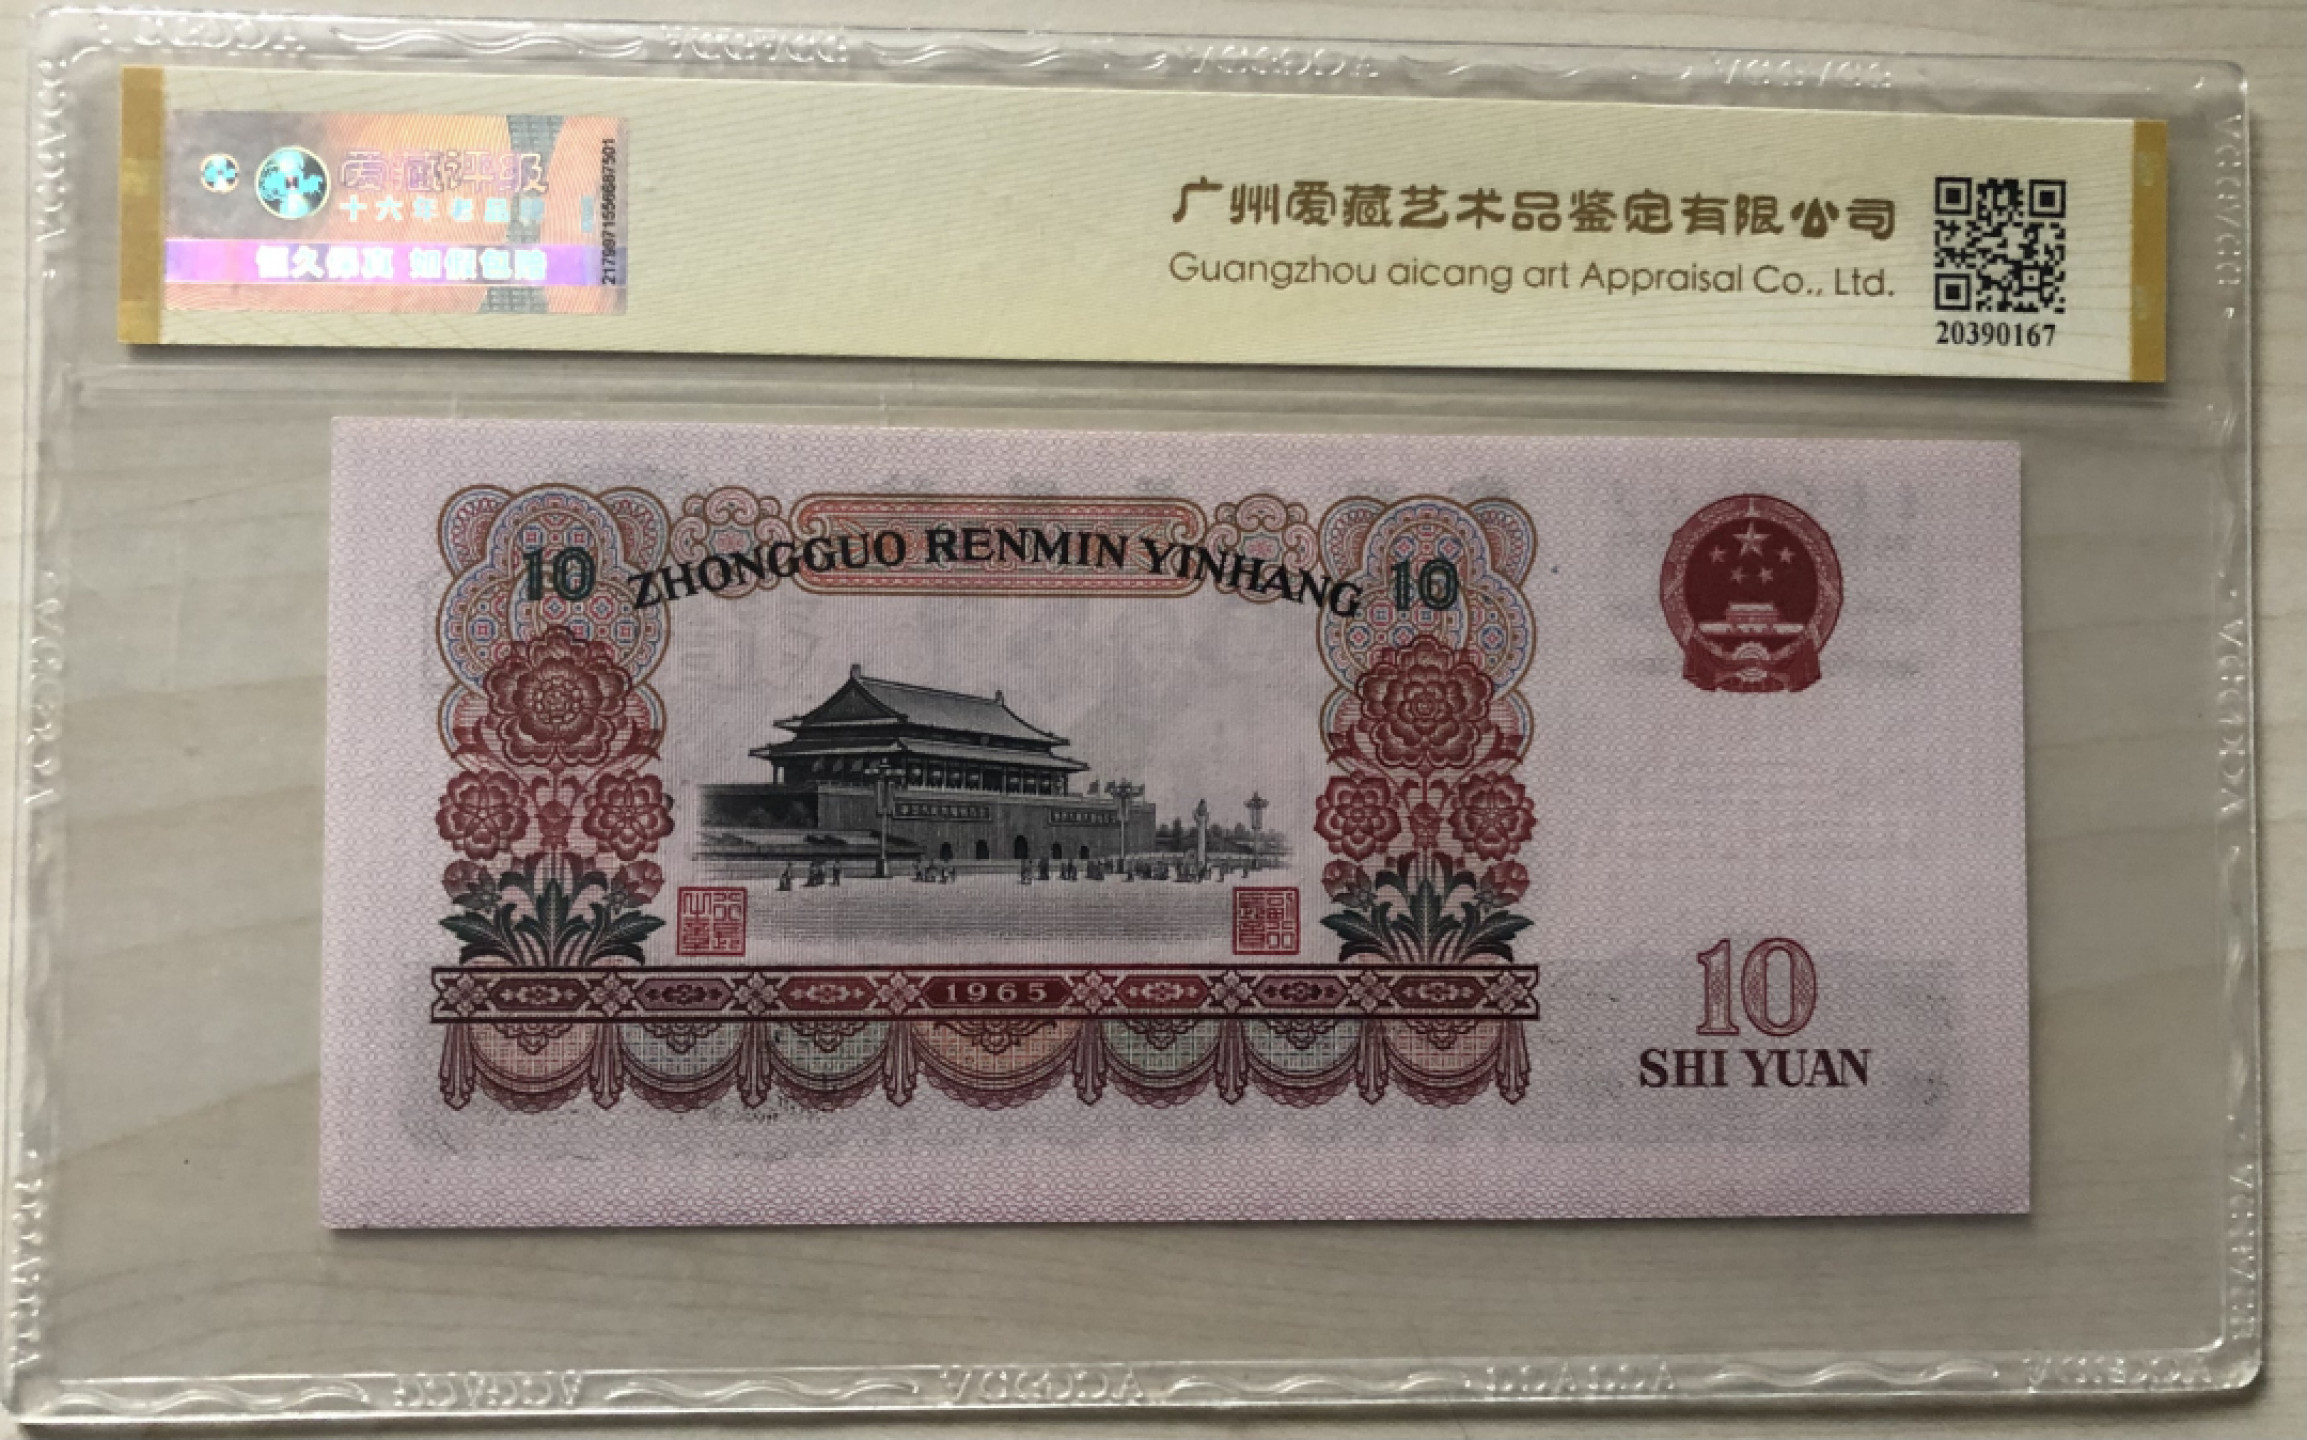 爱藏评级
十六年老品牌
恒久保真 如假包赔
2179971556687501
广州爱藏艺术品鉴定有限公司
Guangzhou aicang art Appraisal Co., Ltd.
20390167
10 ZHONGGUO RENMIN YINHANG 10
1965
10
SHI YUAN